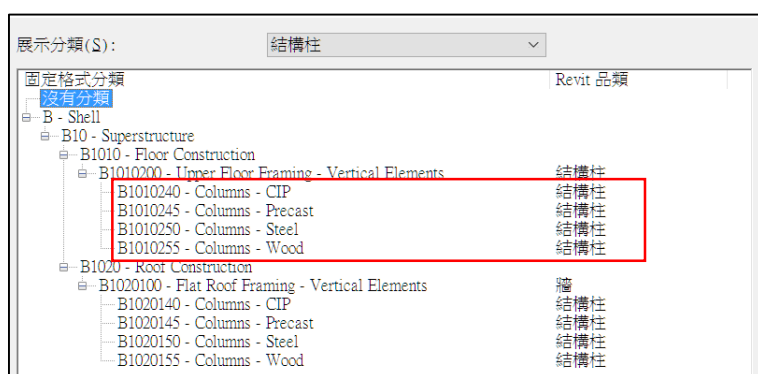 展示分類(S): 結構柱
固定格式分類 Revit 品類
沒有分類
B - Shell
B10 - Superstructure
B1010 - Floor Construction
B1010200 - Upper Floor Framing - Vertical Elements 結構柱
B1010240 - Columns - CIP 結構柱
B1010245 - Columns - Precast 結構柱
B1010250 - Columns - Steel 結構柱
B1010255 - Columns - Wood 結構柱
B1020 - Roof Construction
B1020100 - Flat Roof Framing - Vertical Elements 牆
B1020140 - Columns - CIP 結構柱
B1020145 - Columns - Precast 結構柱
B1020150 - Columns - Steel 結構柱
B1020155 - Columns - Wood 結構柱